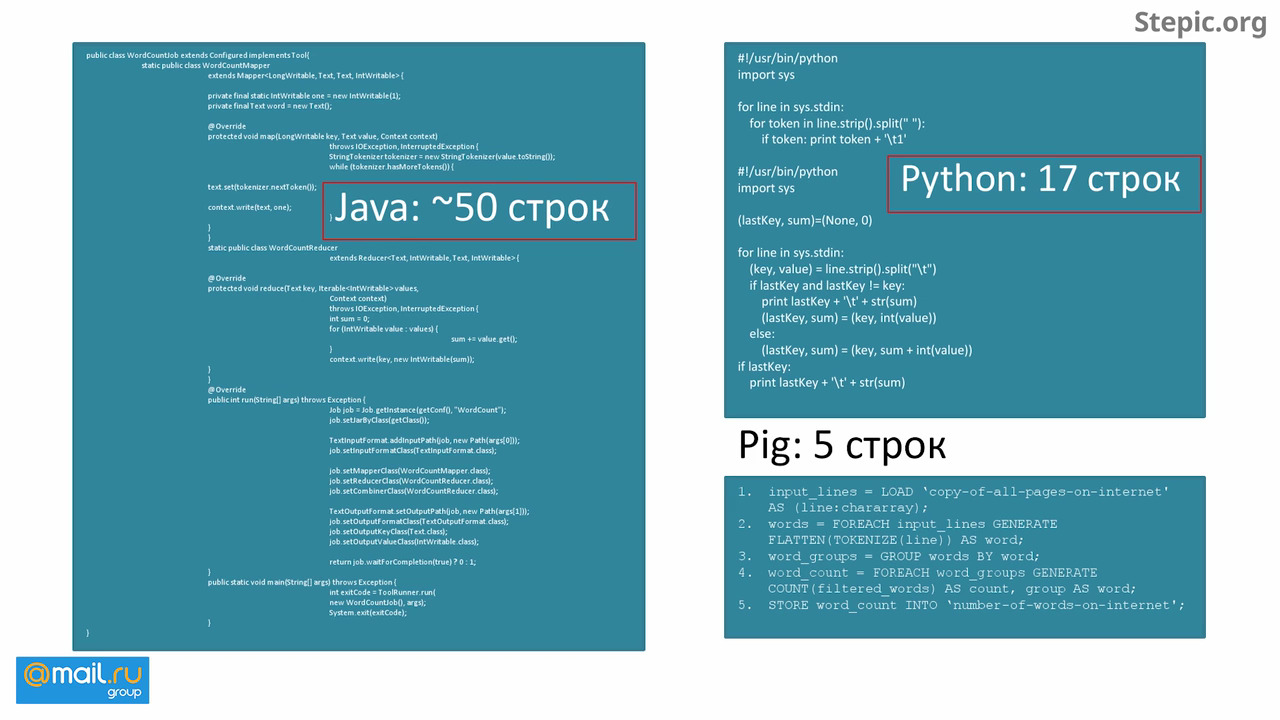 Stepic.org
public class WordCountJob extends Configured implements Tool{
static public class WordCountMapper
extends Mapper<LongWritable, Text, Text, IntWritable> {
private final static IntWritable one = new IntWritable(1);
private final Text word = new Text();
@Override
protected void map(LongWritable key, Text value, Context context)
throws IOException, InterruptedException {
StringTokenizer tokenizer = new StringTokenizer(value.toString());
while (tokenizer.hasMoreTokens()) {
text.set(tokenizer.nextToken());
context.write(text, one);
}
}
}
static public class WordCountReducer
extends Reducer<Text, IntWritable, Text, IntWritable> {
@Override
protected void reduce(Text key, Iterable<IntWritable> values,
Context context)
throws IOException, InterruptedException {
int sum = 0;
for (IntWritable value : values) {
sum += value.get();
}
context.write(key, new IntWritable(sum));
}
}
@Override
public int run(String[] args) throws Exception {
Job job = Job.getInstance(getConf(), "WordCount");
job.setJarByClass(getClass());
TextInputFormat.addInputPath(job, new Path(args[0]));
job.setInputFormatClass(TextInputFormat.class);
job.setMapperClass(WordCountMapper.class);
job.setReducerClass(WordCountReducer.class);
job.setCombinerClass(WordCountReducer.class);
TextOutputFormat.setOutputPath(job, new Path(args[1]));
job.setOutputFormatClass(TextOutputFormat.class);
job.setOutputKeyClass(Text.class);
job.setOutputValueClass(IntWritable.class);
return job.waitForCompletion(true) ? 0 : 1;
}
public static void main(String[] args) throws Exception {
int exitCode = ToolRunner.run(
new WordCountJob(), args);
System.exit(exitCode);
}
}
Java: ~50 строк
#!/usr/bin/python
import sys
for line in sys.stdin:
for token in line.strip().split(" "):
if token: print token + '\t1'
#!/usr/bin/python
import sys
(lastKey, sum)=(None, 0)
for line in sys.stdin:
(key, value) = line.strip().split("\t")
if lastKey and lastKey != key:
print lastKey + '\t' + str(sum)
(lastKey, sum) = (key, int(value))
else:
(lastKey, sum) = (key, sum + int(value))
if lastKey:
print lastKey + '\t' + str(sum)
Python: 17 строк
Pig: 5 строк
1. input_lines = LOAD ‘copy-of-all-pages-on-internet'
AS (line:chararray);
2. words = FOREACH input_lines GENERATE
FLATTEN(TOKENIZE(line)) AS word;
3. word_groups = GROUP words BY word;
4. word_count = FOREACH word_groups GENERATE
COUNT(filtered_words) AS count, group AS word;
5. STORE word_count INTO ‘number-of-words-on-internet';
@mail.ru
group